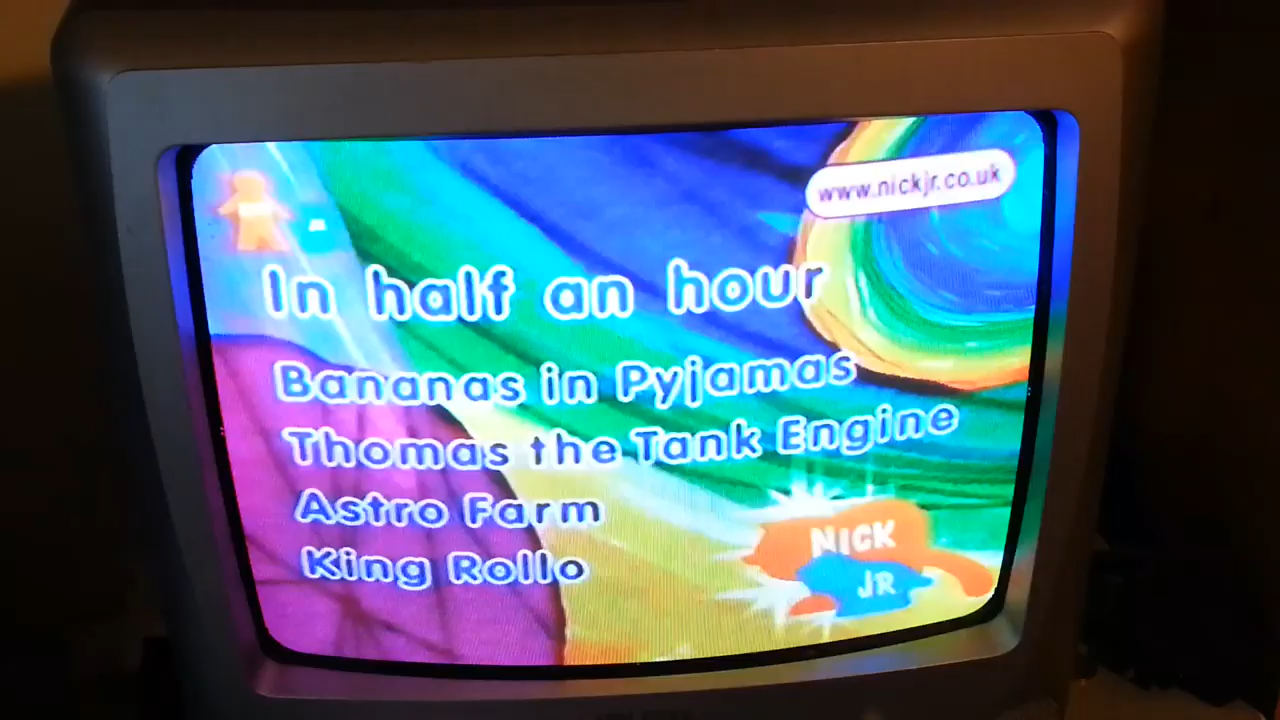 www.nickjr.co.uk
In half an hour
Bananas in Pyjamas
Thomas the Tank Engine
Astro Farm
King Rollo
NICK
JR